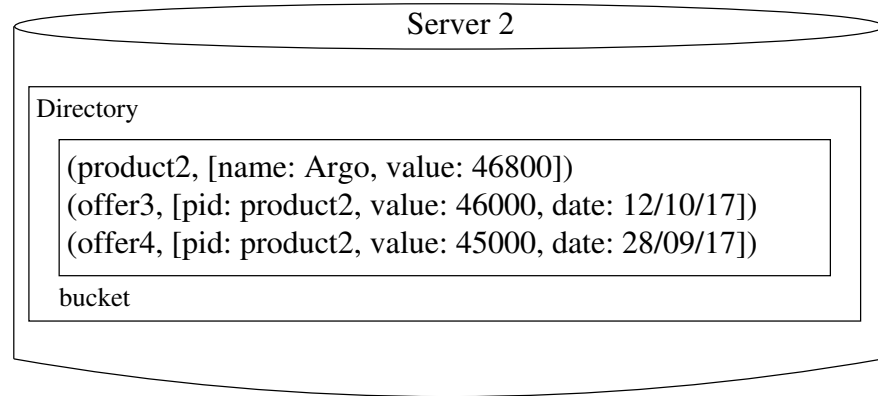 Server 2
Directory
(product2, [name: Argo, value: 46800])
(offer3, [pid: product2, value: 46000, date: 12/10/17])
(offer4, [pid: product2, value: 45000, date: 28/09/17])
bucket